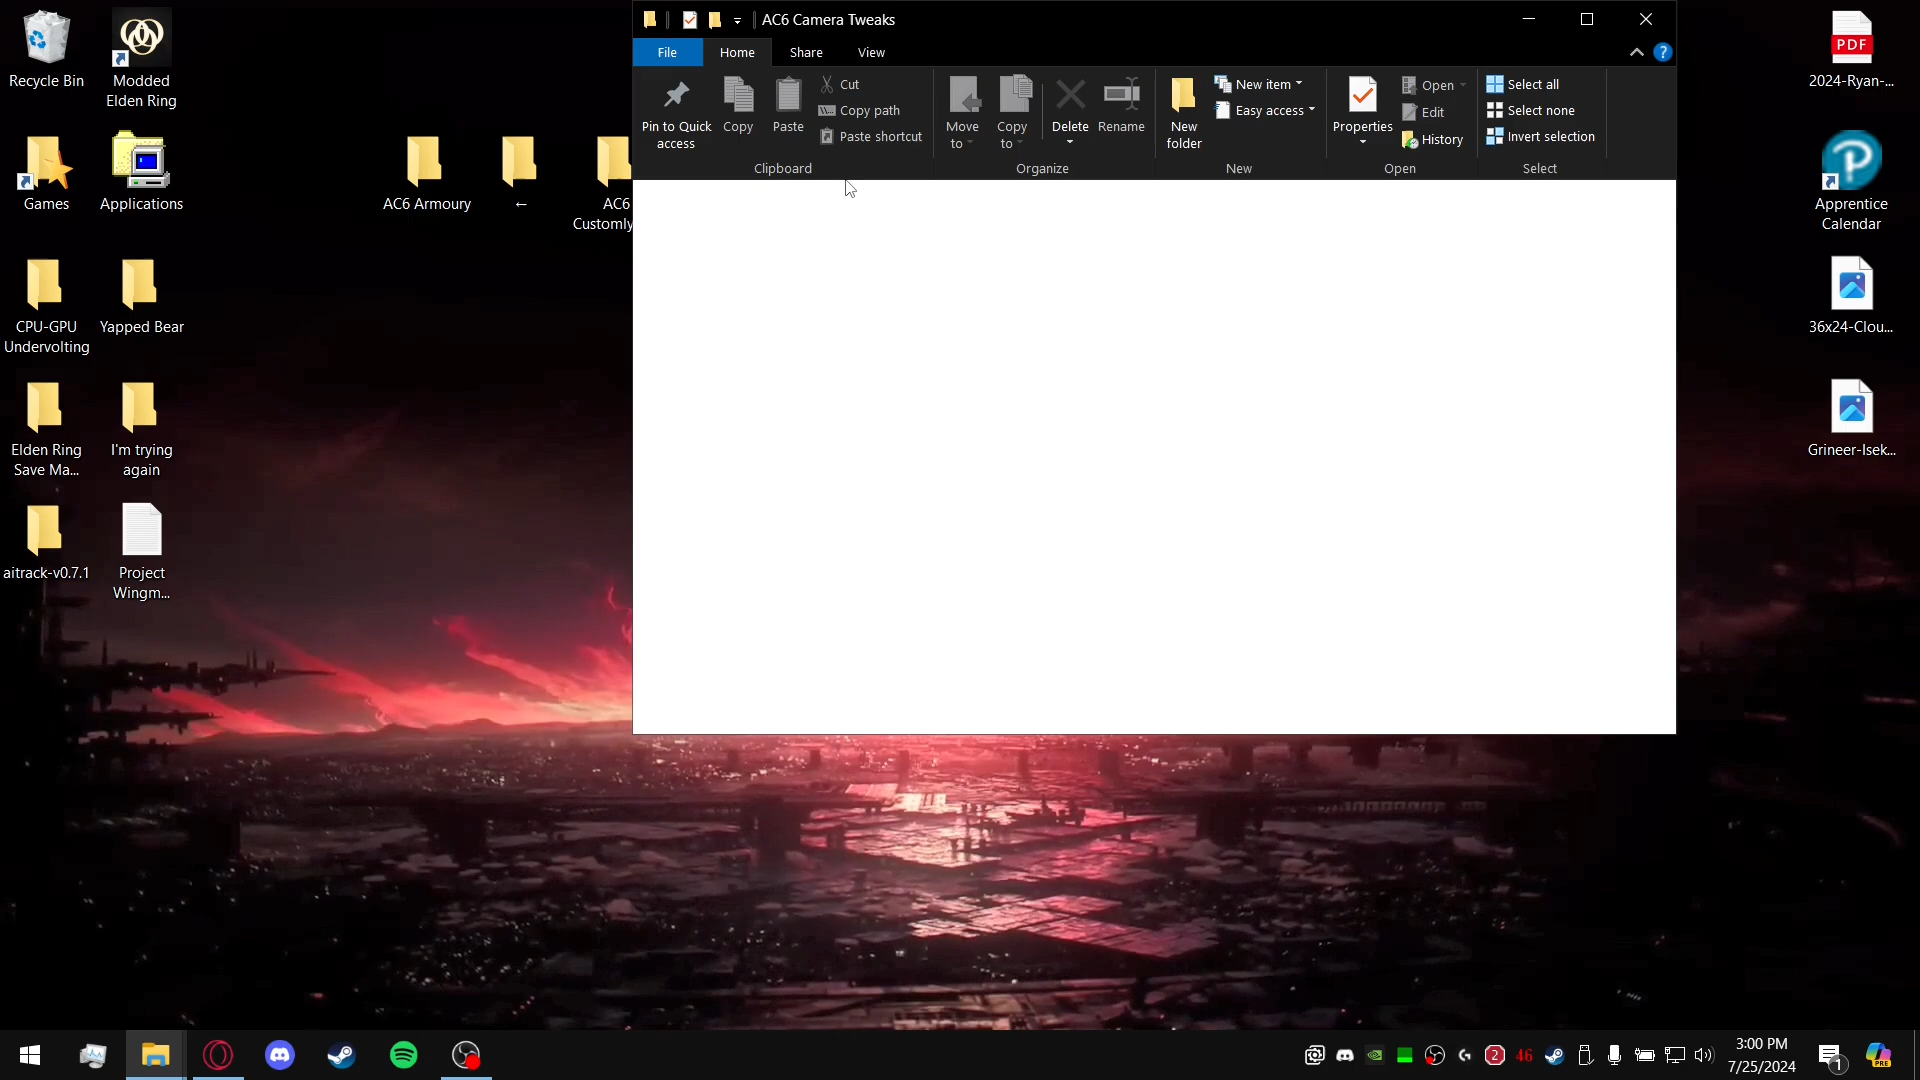 AC6 Camera Tweaks
File Home Share View
?
Pin to Quick access
Copy
Paste
Cut
Copy path
Paste shortcut
Clipboard
Move to
Copy to
Delete
Rename
Organize
New folder
New item
Easy access
New
Properties
Open
Edit
History
Open
Select all
Select none
Invert selection
Select
Recycle Bin
Modded
Elden Ring
Games
Applications
CPU-GPU
Undervolting
Yapped Bear
Elden Ring
Save Ma...
I'm trying
again
aitrack-v0.7.1
Project
Wingm...
AC6 Armoury
←
AC6
Customly
PDF
2024-Ryan-...
Apprentice
Calendar
36x24-Clou...
Grineer-Isek...
2
46
3:00 PM
7/25/2024
1
PRE